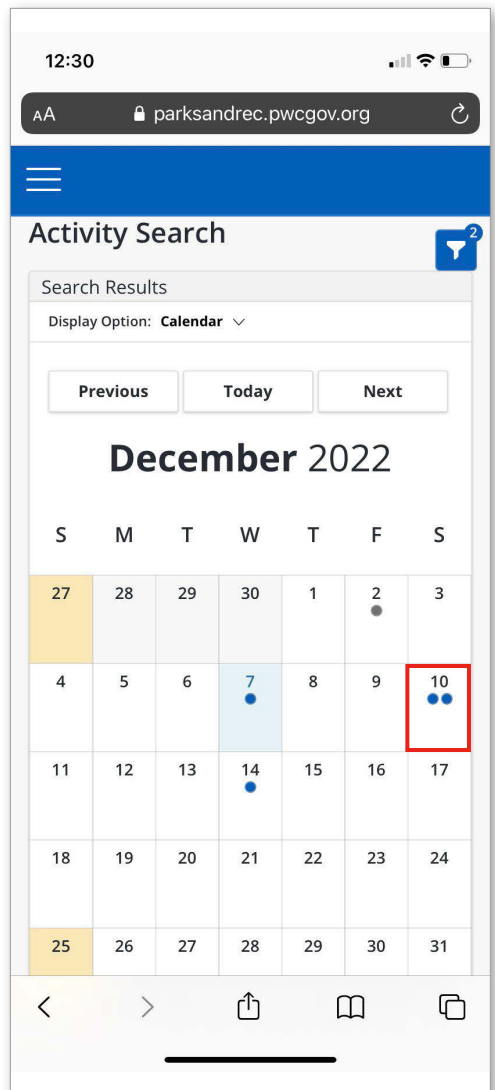 12:30
AA parksandrec.pwcgov.org
Activity Search
2
Search Results
Display Option: Calendar
Previous Today Next
December 2022
S M T W T F S
27 28 29 30 1 2 3
4 5 6 7 8 9 10
11 12 13 14 15 16 17
18 19 20 21 22 23 24
25 26 27 28 29 30 31